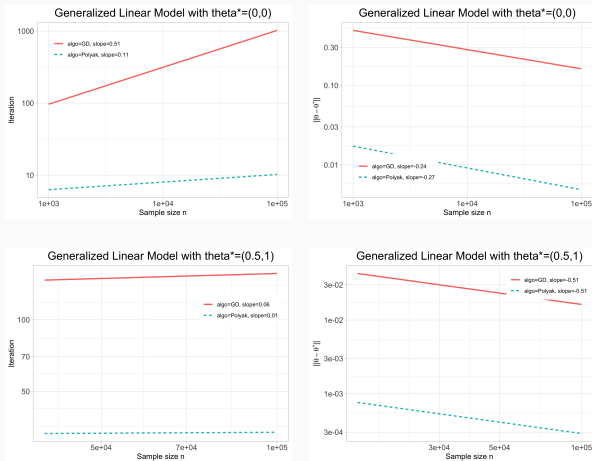 Generalized Linear Model with theta*=(0,0)
Iteration
1000
100
10
algo=GD, slope=0.51
algo=Polyak, slope=0.11
1e+03
1e+04
1e+05
Sample size n
Generalized Linear Model with theta*=(0,0)
||θ − θ*||
0.30
0.10
0.03
0.01
algo=GD, slope=-0.24
algo=Polyak, slope=-0.27
1e+03
1e+04
1e+05
Sample size n
Generalized Linear Model with theta*=(0.5,1)
Iteration
100
70
50
algo=GD, slope=0.06
algo=Polyak, slope=0.01
5e+04
7e+04
1e+05
Sample size n
Generalized Linear Model with theta*=(0.5,1)
||θ − θ*||
3e-02
1e-02
3e-03
1e-03
3e-04
algo=GD, slope=-0.51
algo=Polyak, slope=-0.51
3e+04
5e+04
1e+05
Sample size n